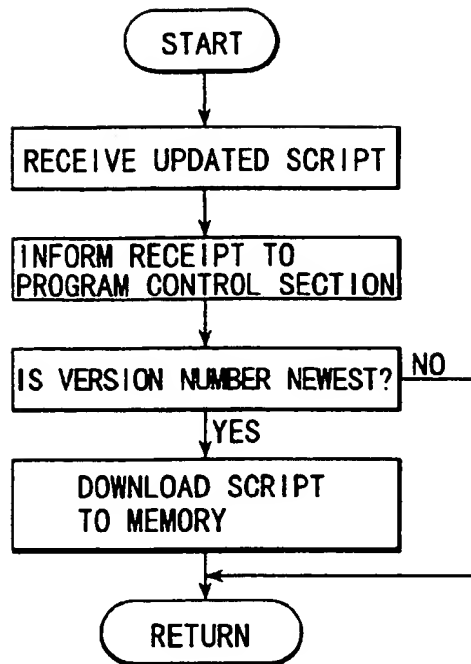 START
RECEIVE UPDATED SCRIPT
INFORM RECEIPT TO
PROGRAM CONTROL SECTION
IS VERSION NUMBER NEWEST?
NO
YES
DOWNLOAD SCRIPT
TO MEMORY
RETURN